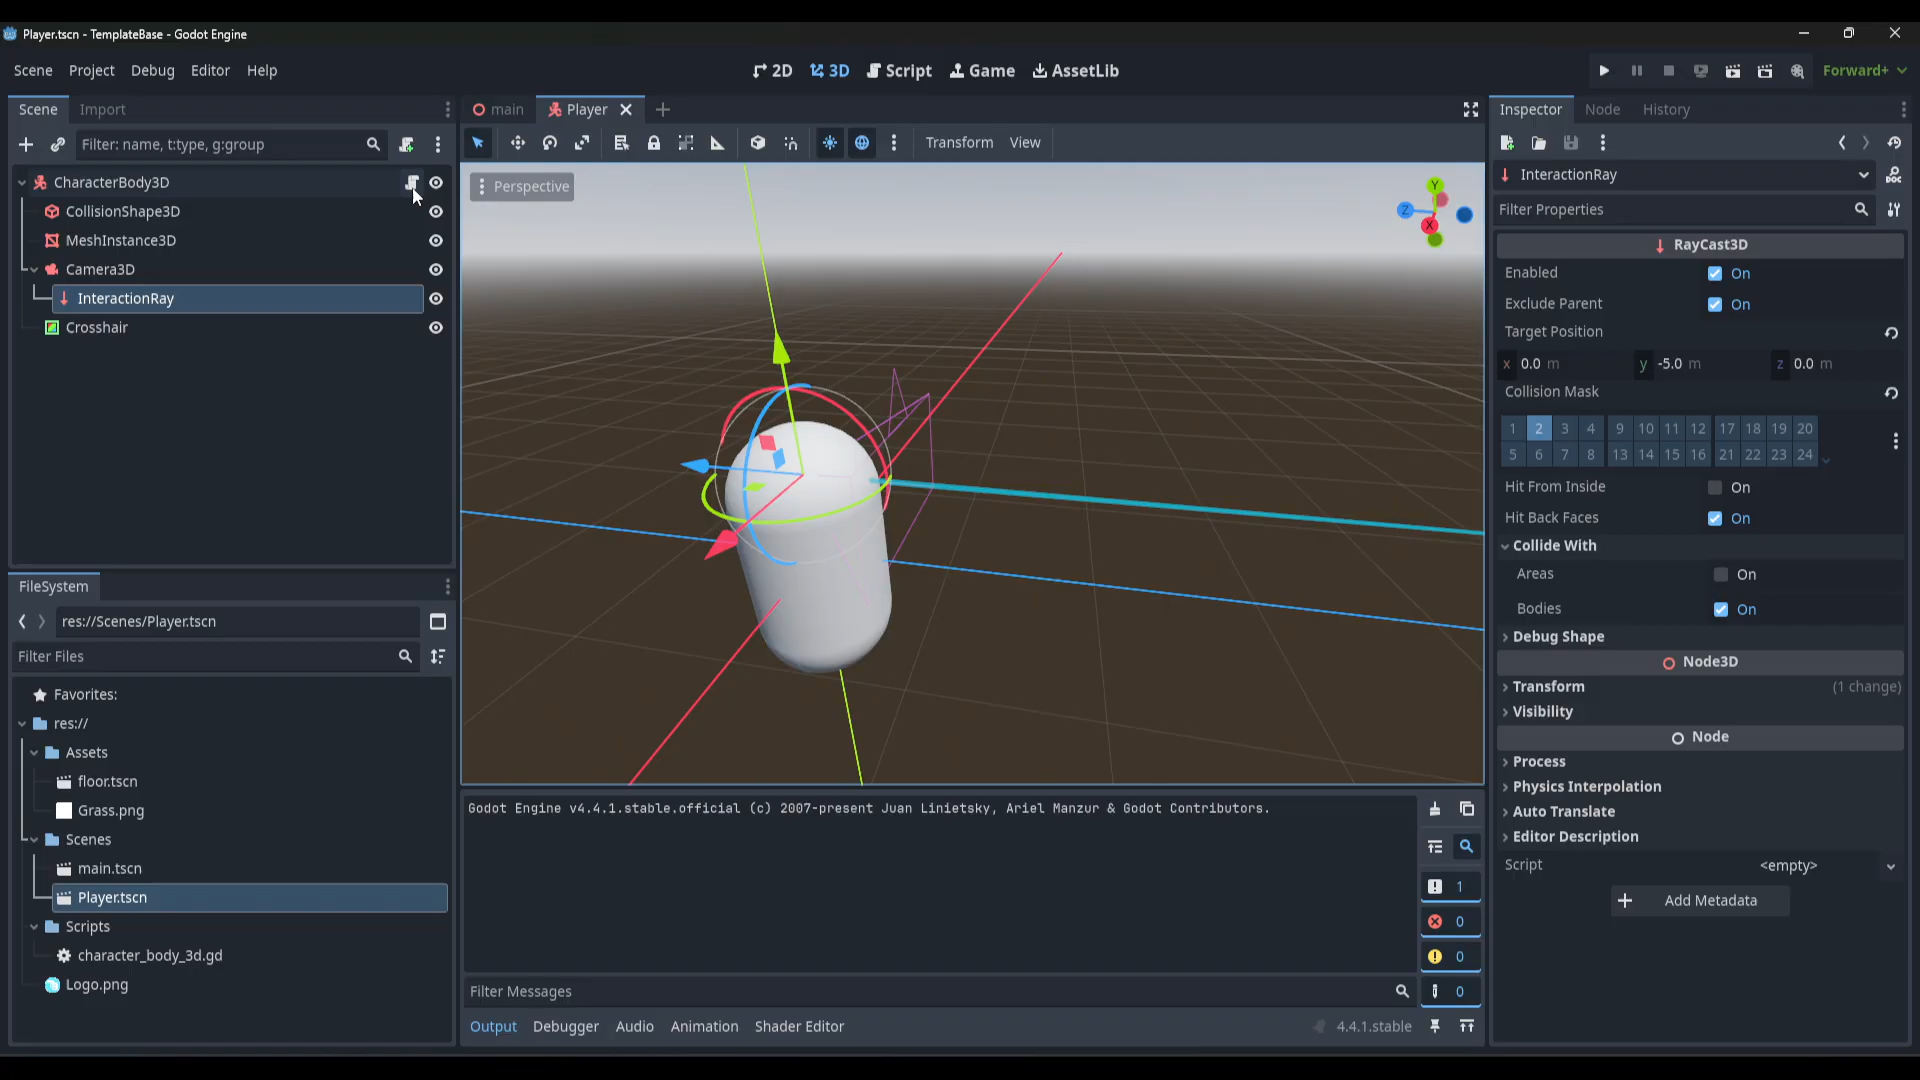 Player.tscn - TemplateBase - Godot Engine
Scene Project Debug Editor Help
2D 3D Script Game AssetLib
Forward+
Scene Import
Filter: name, t:type, g:group
CharacterBody3D
CollisionShape3D
MeshInstance3D
Camera3D
InteractionRay
Crosshair
FileSystem
res://Scenes/Player.tscn
Filter Files
Favorites:
res://
Assets
floor.tscn
Grass.png
Scenes
main.tscn
Player.tscn
Scripts
character_body_3d.gd
Logo.png
main Player
Transform View
Perspective
Y
Z
X
Godot Engine v4.4.1.stable.official (c) 2007-present Juan Linietsky, Ariel Manzur & Godot Contributors.
1
0
0
0
Filter Messages
Output Debugger Audio Animation Shader Editor 4.4.1.stable
Inspector Node History
InteractionRay
Filter Properties
RayCast3D
Enabled On
Exclude Parent On
Target Position
x 0.0 m y -5.0 m z 0.0 m
Collision Mask
1 2 3 4 9 10 11 12 17 18 19 20
5 6 7 8 13 14 15 16 21 22 23 24
Hit From Inside On
Hit Back Faces On
Collide With
Areas On
Bodies On
Debug Shape
Node3D
Transform (1 change)
Visibility
Node
Process
Physics Interpolation
Auto Translate
Editor Description
Script <empty>
Add Metadata